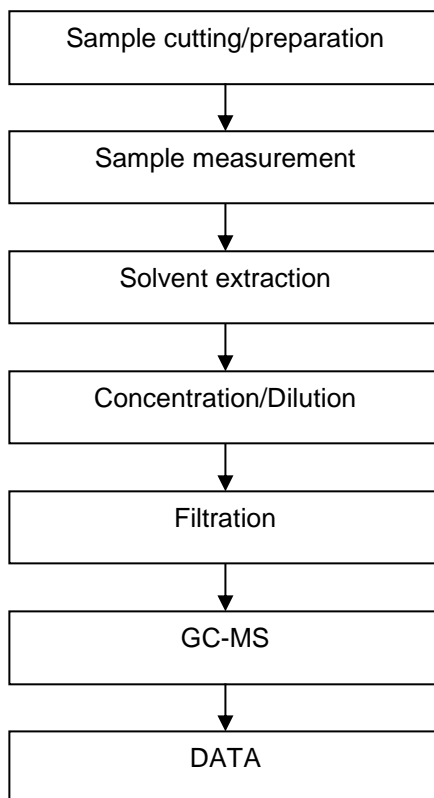 Sample cutting/preparation
Sample measurement
Solvent extraction
Concentration/Dilution
Filtration
GC-MS
DATA